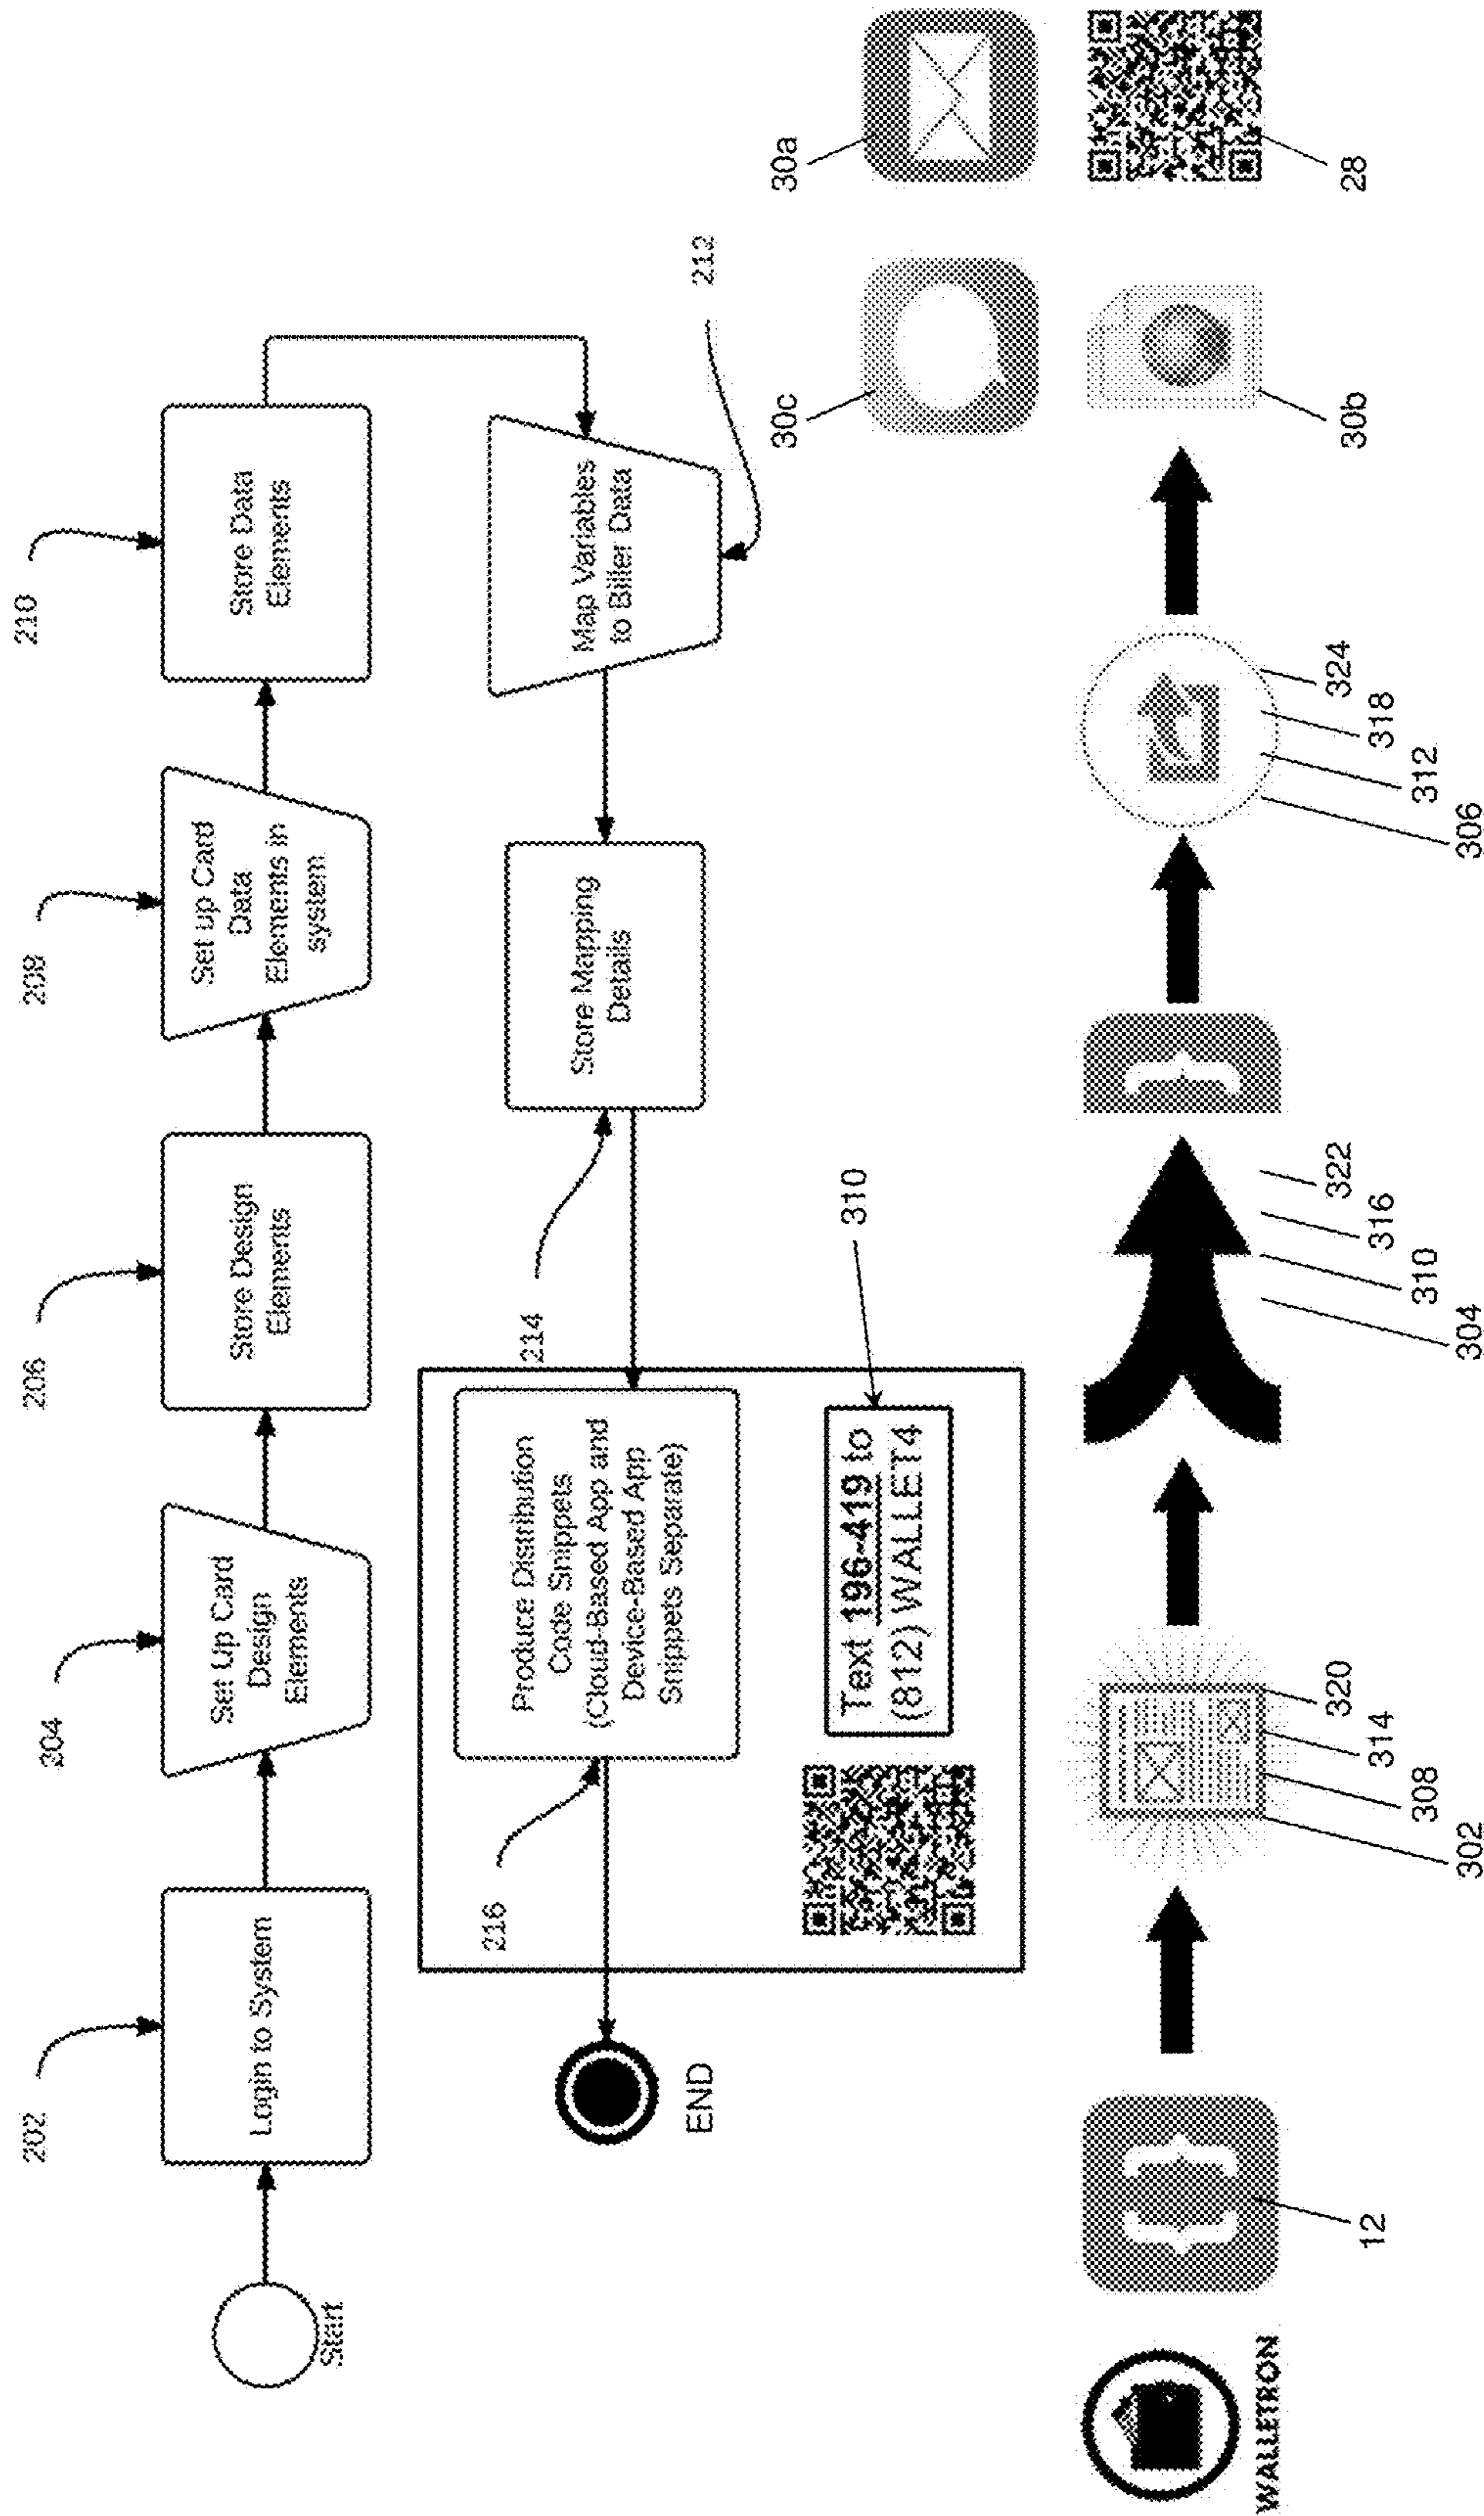 Start
202
Login to System
204
Set Up Card
Design
Elements
206
Store Design
Elements
208
Set up Card
Data
Elements in
system
210
Store Data
Elements
212
Map Variables
to Biller Data
214
Store Mapping
Details
216
Produce Distribution
Code Snippets
(Cloud-Based App and
Device-Based App
Snippets Separate)
310
Text 196-419 to
(812) WALLET4
END
WALLETRON
12
302
308
314
320
304
310
316
322
306
312
318
324
30c
30a
30b
28